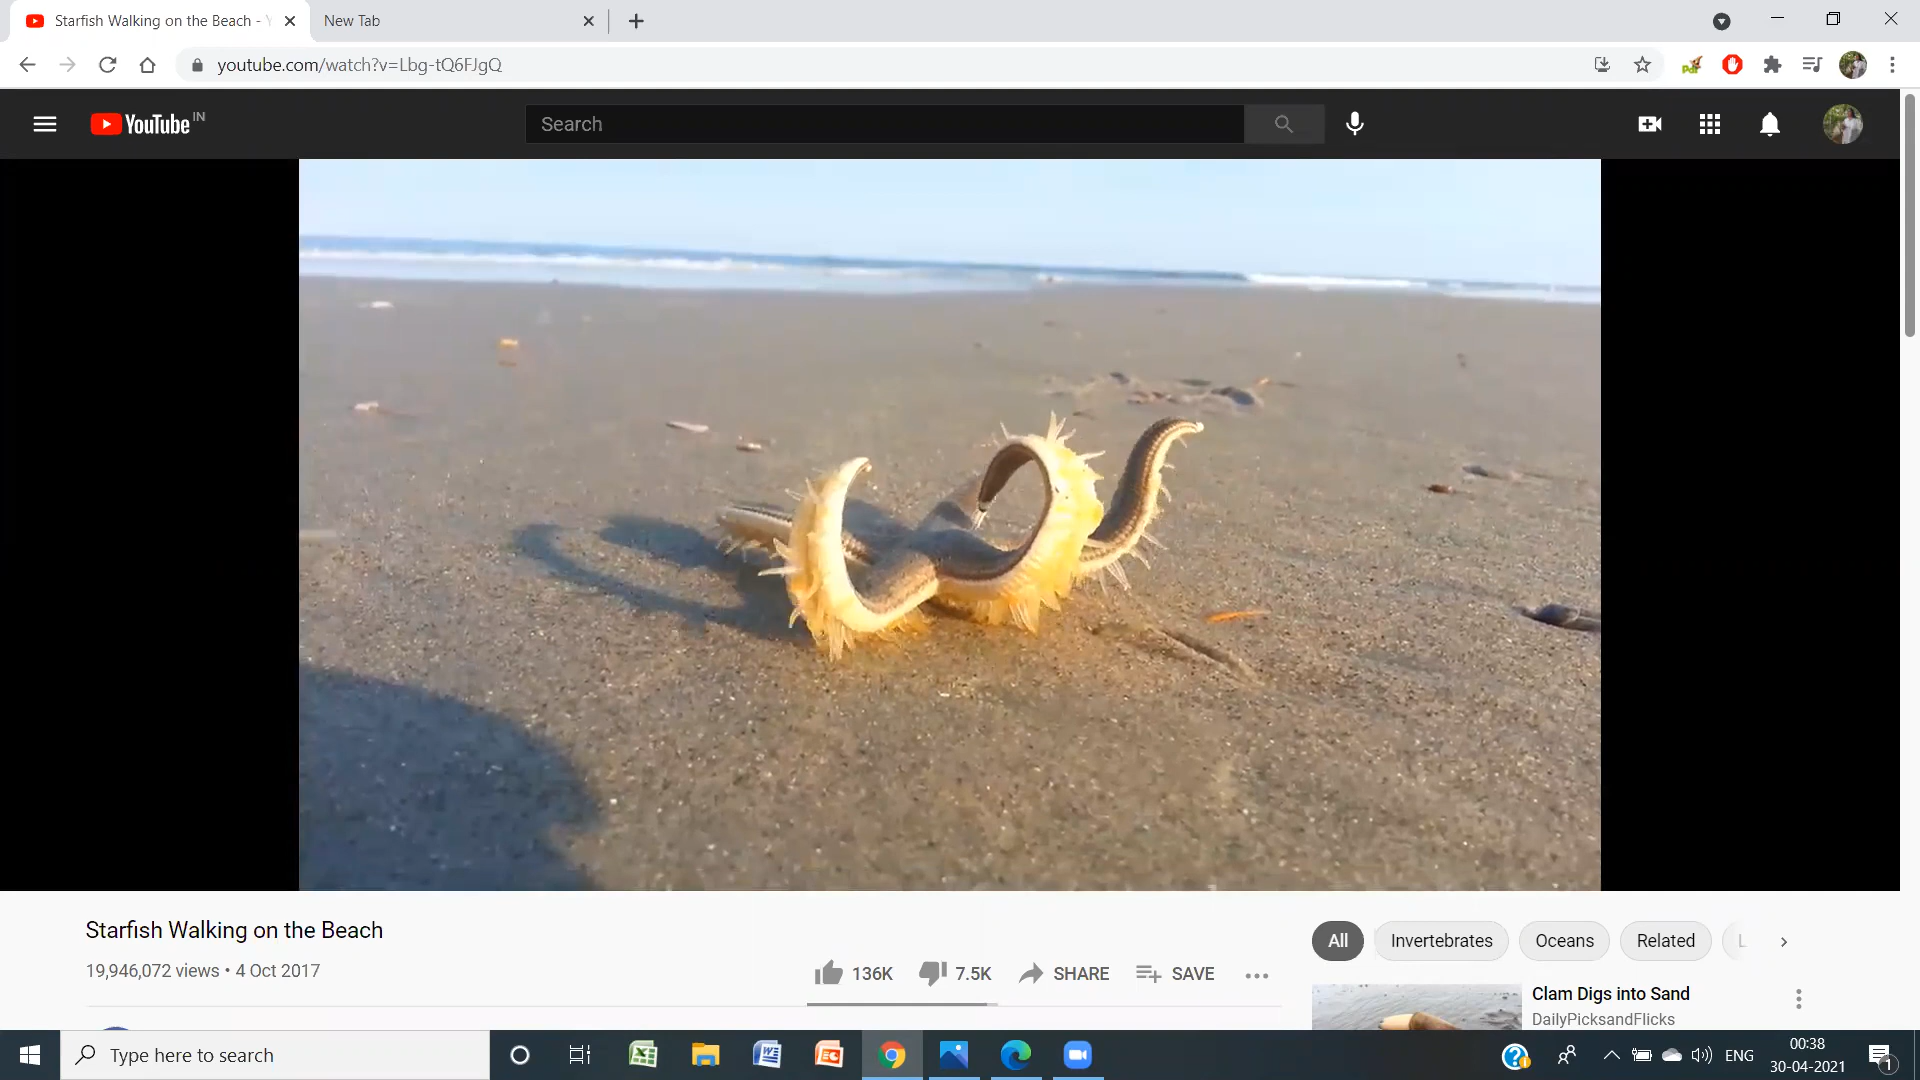 Starfish Walking on the Beach -
New Tab
youtube.com/watch?v=Lbg-tQ6FJgQ
YouTube IN
Search
Starfish Walking on the Beach
19,946,072 views • 4 Oct 2017
136K
7.5K
SHARE
SAVE
All
Invertebrates
Oceans
Related
Clam Digs into Sand
DailyPicksandFlicks
Type here to search
ENG
00:38
30-04-2021
1